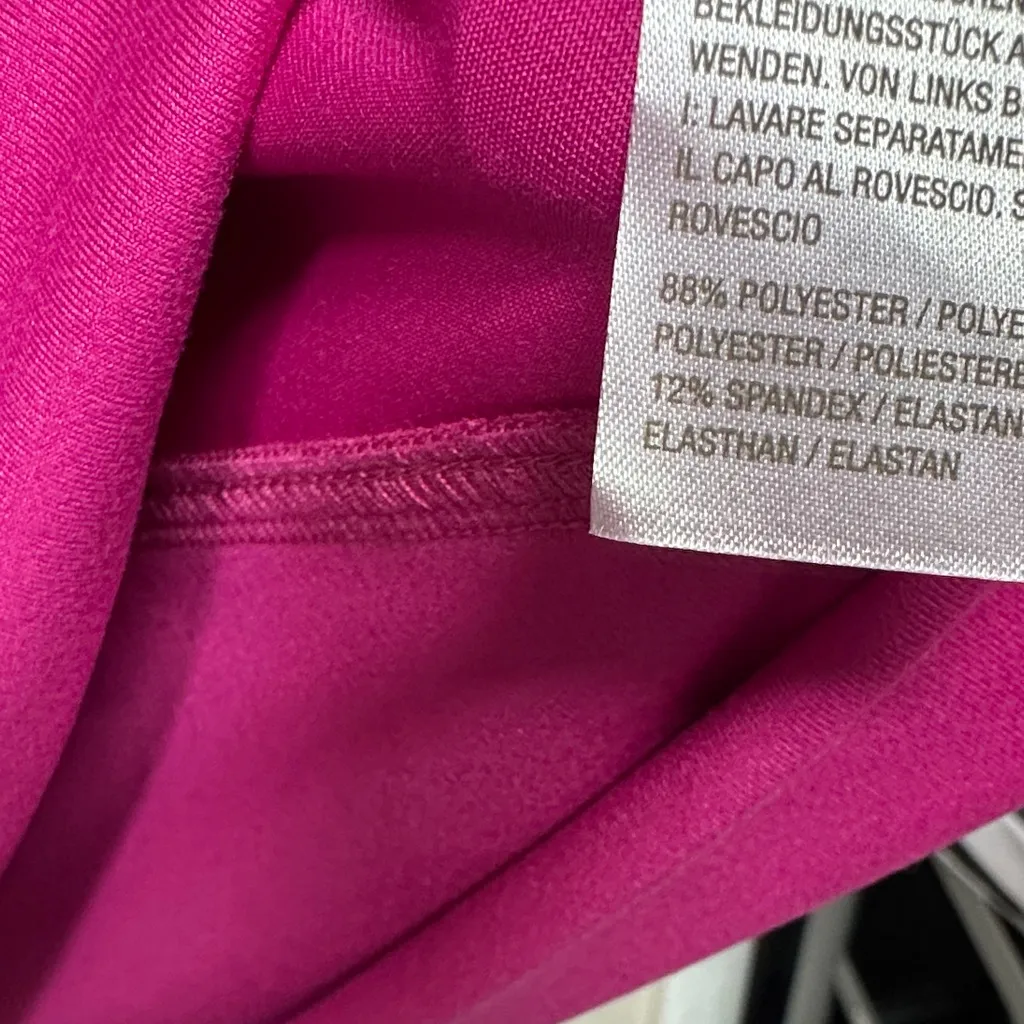 BEKLEIDUNGSSTÜCK A
WENDEN. VON LINKS B
I: LAVARE SEPARATAME
IL CAPO AL ROVESCIO. S
ROVESCIO
88% POLYESTER / POLYE
POLYESTER / POLIESTERE
12% SPANDEX / ELASTAN
ELASTHAN / ELASTAN